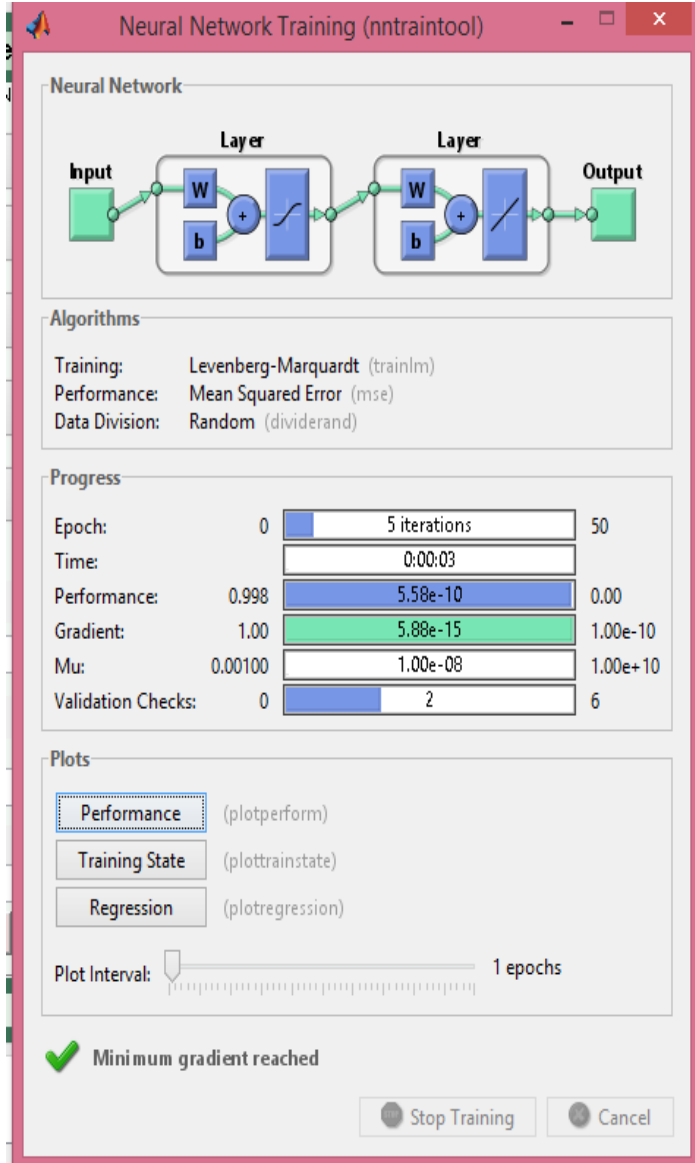 Neural Network Training (nntraintool)
Neural Network
Layer Layer
Input Output
W W
+ +
b b
Algorithms
Training: Levenberg-Marquardt (trainlm)
Performance: Mean Squared Error (mse)
Data Division: Random (dividerand)
Progress
Epoch: 0 5 iterations 50
Time: 0:00:03
Performance: 0.998 5.58e-10 0.00
Gradient: 1.00 5.88e-15 1.00e-10
Mu: 0.00100 1.00e-08 1.00e+10
Validation Checks: 0 2 6
Plots
Performance (plotperform)
Training State (plottrainstate)
Regression (plotregression)
Plot Interval: 1 epochs
Minimum gradient reached
Stop Training Cancel